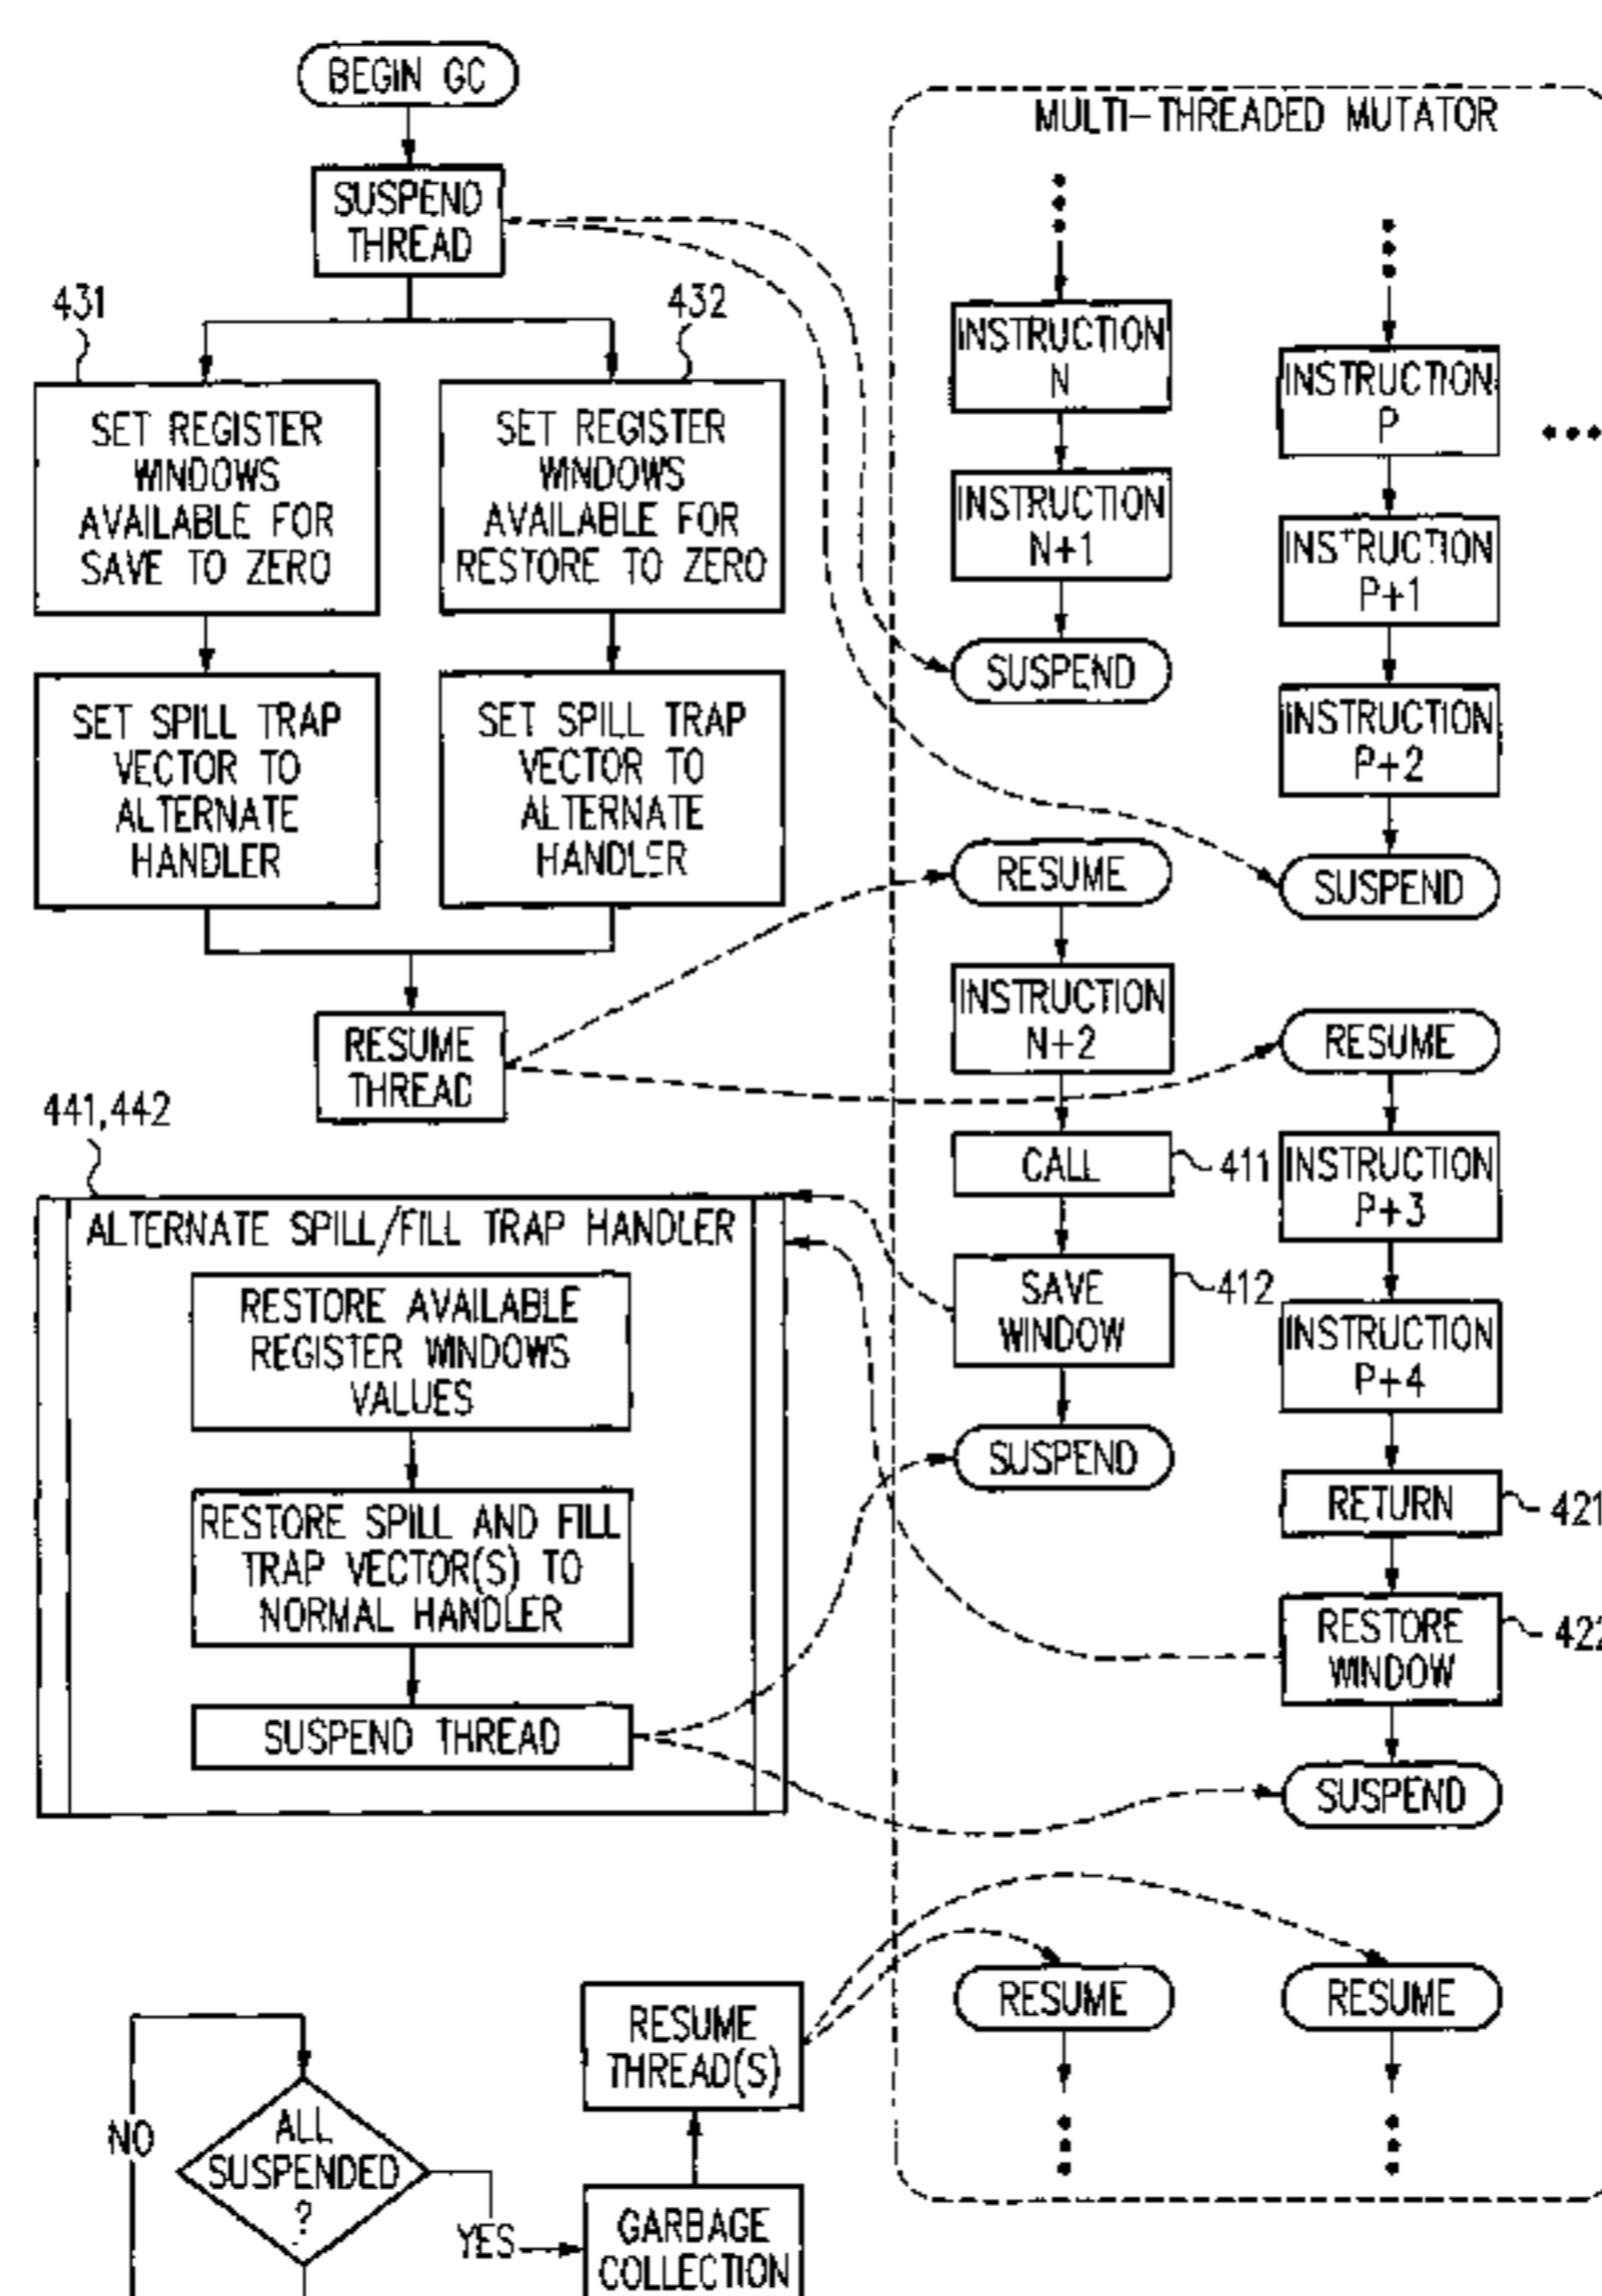 BEGIN GC
SUSPEND
THREAD
431
432
SET REGISTER
WINDOWS
AVAILABLE FOR
SAVE TO ZERO
SET REGISTER
WINDOWS
AVAILABLE FOR
RESTORE TO ZERO
SET SPILL TRAP
VECTOR TO
ALTERNATE
HANDLER
SET SPILL TRAP
VECTOR TO
ALTERNATE
HANDLER
RESUME
THREAD
441,442
ALTERNATE SPILL/FILL TRAP HANDLER
RESTORE AVAILABLE
REGISTER WINDOWS
VALUES
RESTORE SPILL AND FILL
TRAP VECTOR(S) TO
NORMAL HANDLER
SUSPEND THREAD
NO
ALL
SUSPENDED
?
YES
GARBAGE
COLLECTION
RESUME
THREAD(S)
MULTI-THREADED MUTATOR
INSTRUCTION
N
INSTRUCTION
N+1
SUSPEND
RESUME
INSTRUCTION
N+2
CALL
411
SAVE
WINDOW
412
SUSPEND
RESUME
INSTRUCTION
P
INSTRUCTION
P+1
INSTRUCTION
P+2
SUSPEND
RESUME
INSTRUCTION
P+3
INSTRUCTION
P+4
RETURN
421
RESTORE
WINDOW
422
SUSPEND
RESUME